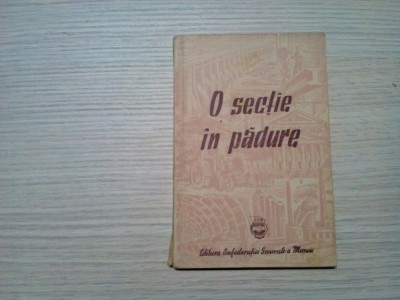 O secție
în pădure
Editura Confederației Generale a Muncii